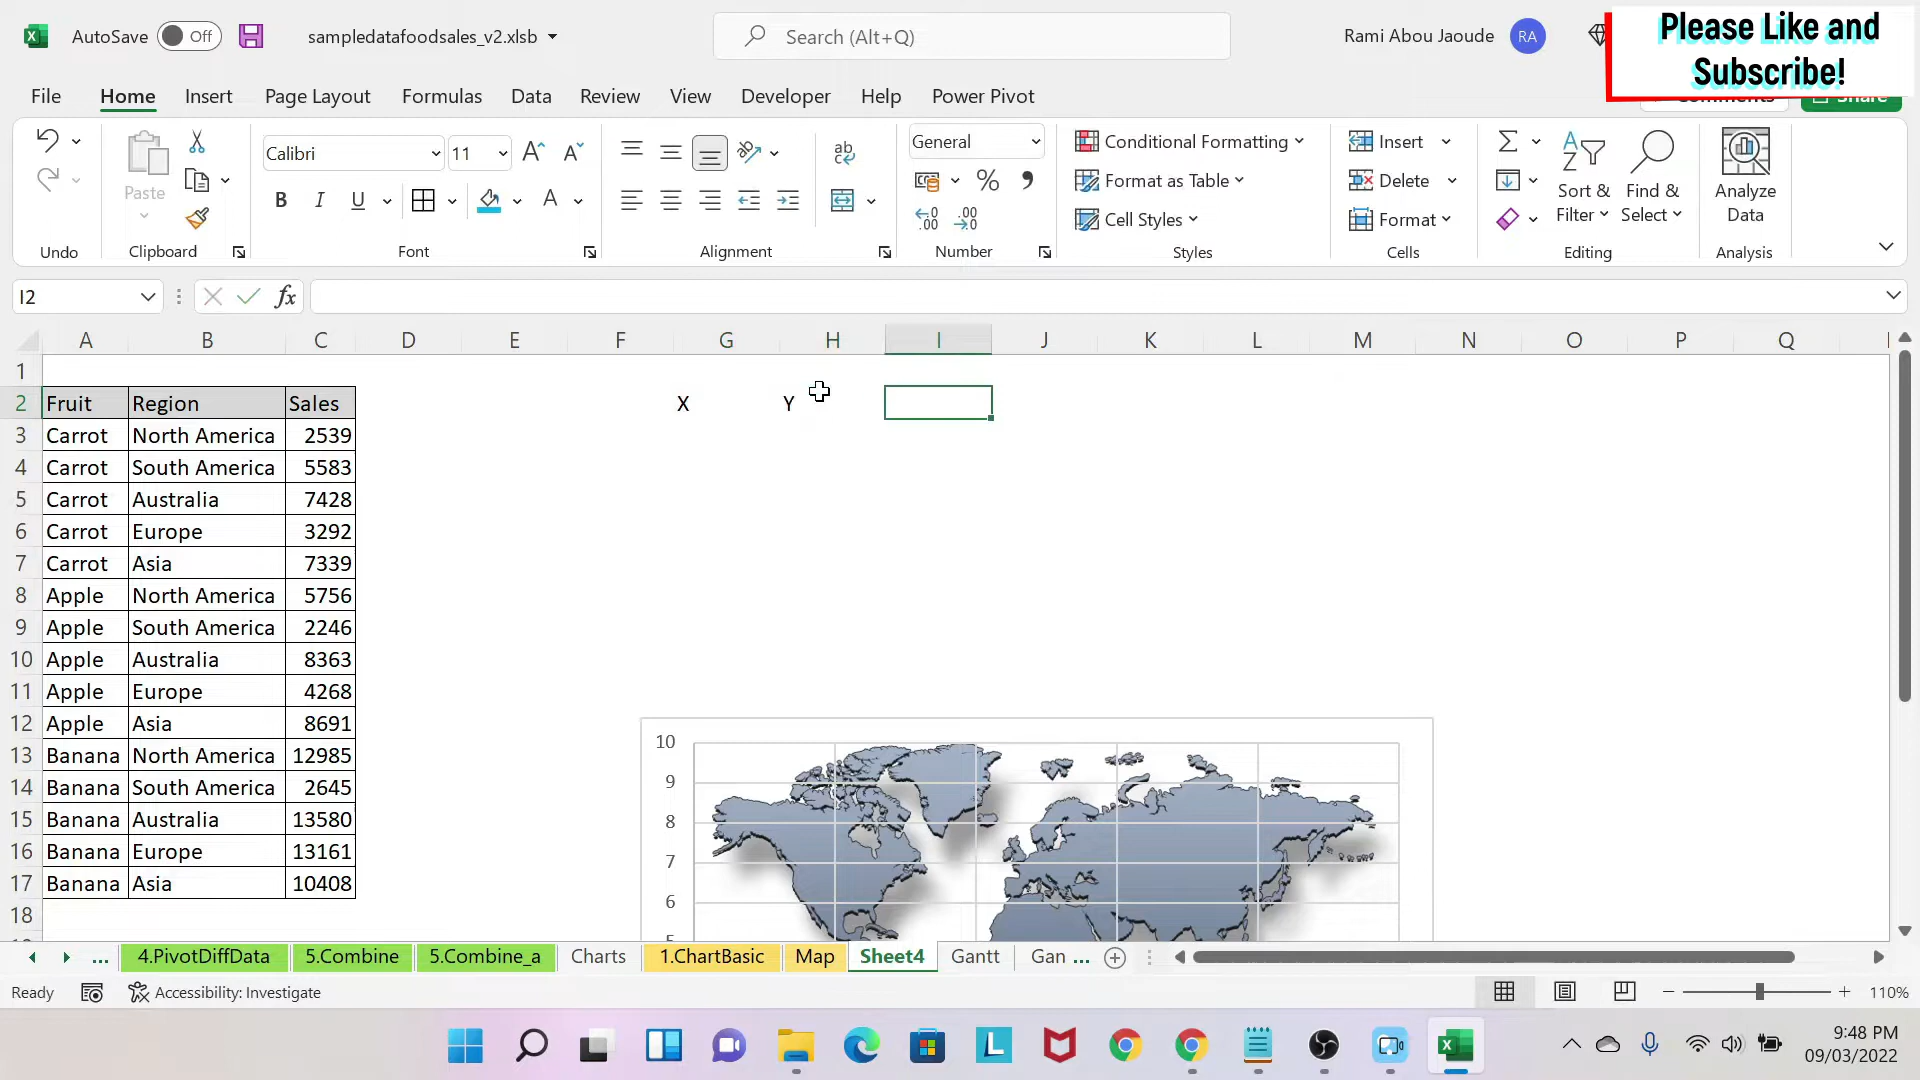 AutoSave Off sampledatafoodsales_v2.xlsb Search (Alt+Q) Rami Abou Jaoude RA
Please Like and
Subscribe!
File Home Insert Page Layout Formulas Data Review View Developer Help Power Pivot Comments Share
Calibri 11 General Conditional Formatting Insert
Paste Format as Table Delete Sort & Find & Analyze
B I U A Cell Styles Format Filter Select Data
Undo Clipboard Font Alignment Number Styles Cells Editing Analysis
I2 fx
A B C D E F G H I J K L M N O P Q
1
2 Fruit Region Sales X Y
3 Carrot North America 2539
4 Carrot South America 5583
5 Carrot Australia 7428
6 Carrot Europe 3292
7 Carrot Asia 7339
8 Apple North America 5756
9 Apple South America 2246
10 Apple Australia 8363
11 Apple Europe 4268
12 Apple Asia 8691
13 Banana North America 12985
14 Banana South America 2645
15 Banana Australia 13580
16 Banana Europe 13161
17 Banana Asia 10408
18
10
9
8
7
6
... 4.PivotDiffData 5.Combine 5.Combine_a Charts 1.ChartBasic Map Sheet4 Gantt Gan ...
Ready Accessibility: Investigate 110%
9:48 PM
09/03/2022